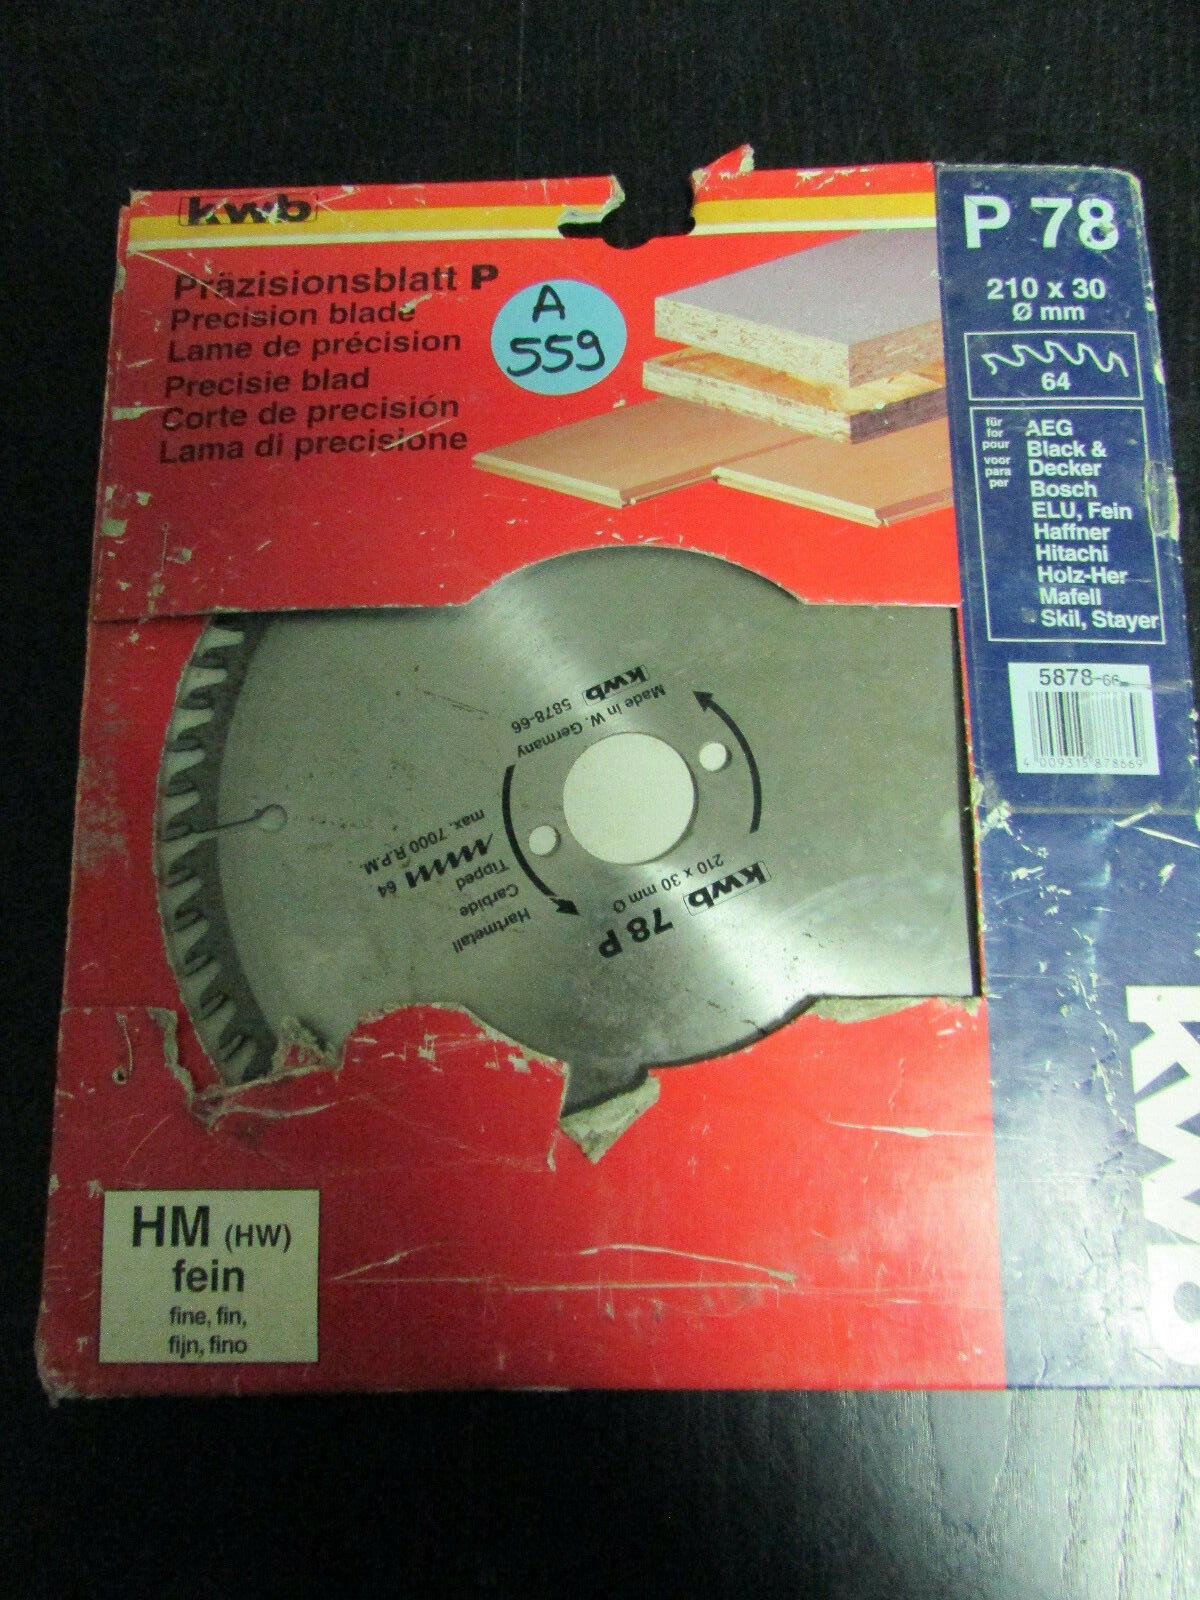 kwb
Präzisionsblatt P
Precision blade
Lame de précision
Precisie blad
Corte de precisión
Lama di precisione
A
559
P 78
210 x 30
Ø mm
64
für
for
pour
voor
para
per
AEG
Black &
Decker
Bosch
ELU, Fein
Haffner
Hitachi
Holz-Her
Mafell
Skil, Stayer
5878-66
4 009315 878669
kwb
78 P
kwb
210 x 30 mm Ø
Hartmetall
Carbide
Tipped
64
max. 7000 R.P.M.
Made in W. Germany
kwb 5878-66
HM (HW)
fein
fine, fin,
fijn, fino